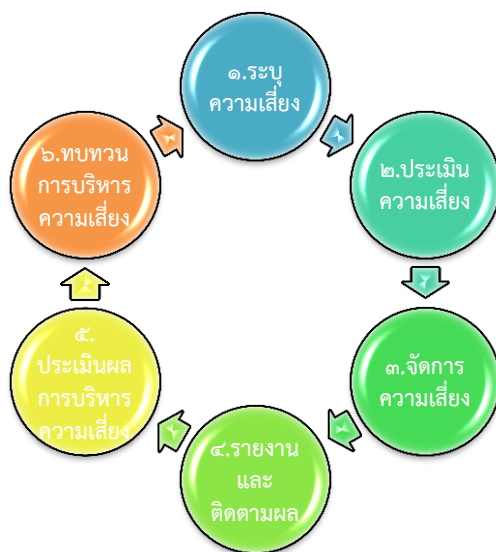 ๑.ระบุ
ความเสี่ยง
๒.ประเมิน
ความเสี่ยง
๓.จัดการ
ความเสี่ยง
๔.รายงาน
และ
ติดตามผล
๕.
ประเมินผล
การบริหาร
ความเสี่ยง
๖.ทบทวน
การบริหาร
ความเสี่ยง